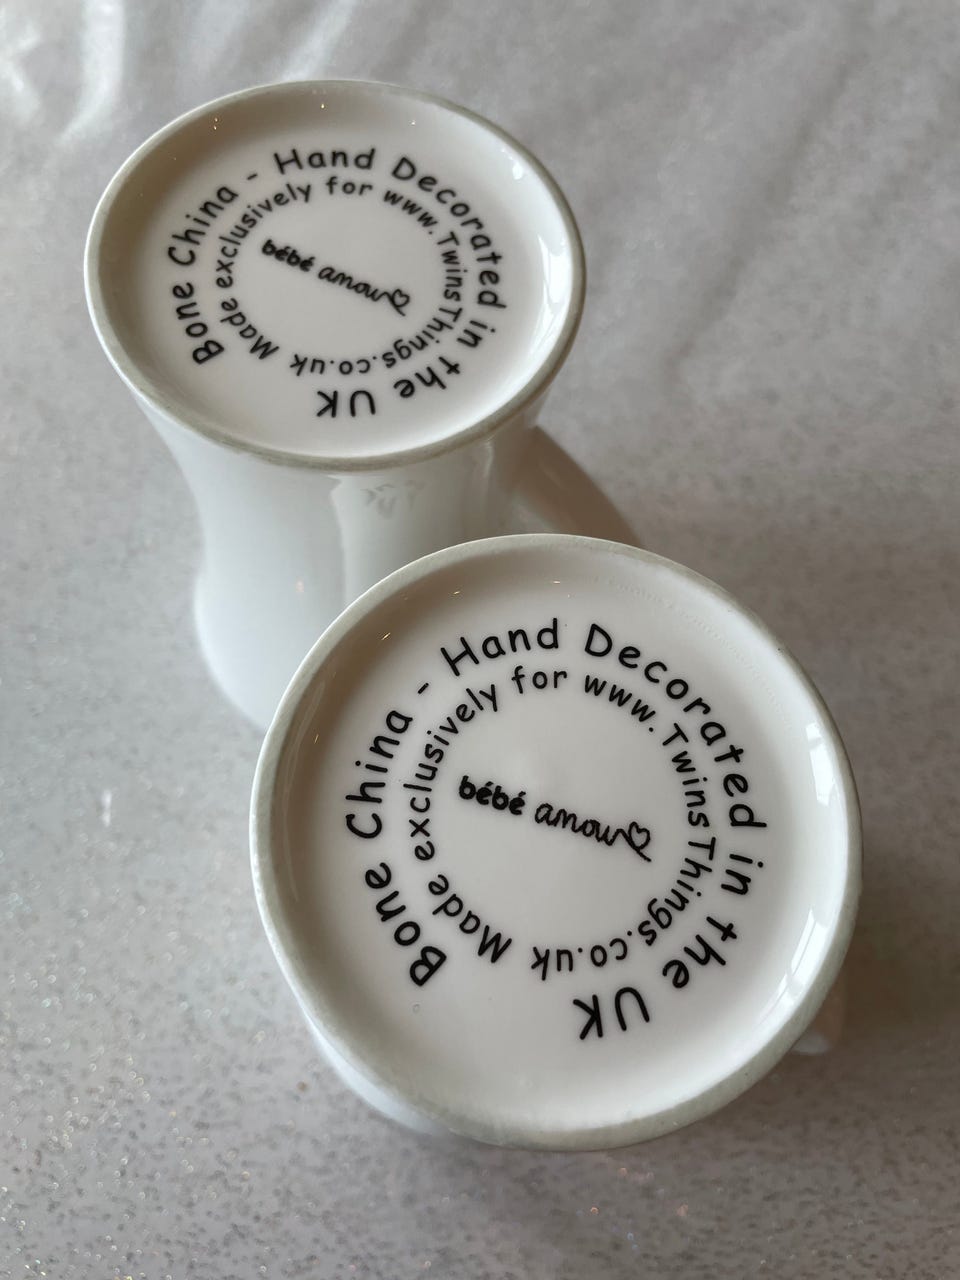 Bone China - Hand Decorated in the UK
Made exclusively for www.TwinsThings.co.uk
bébé amour
Bone China - Hand Decorated in the UK
Made exclusively for www.TwinsThings.co.uk
bébé amour